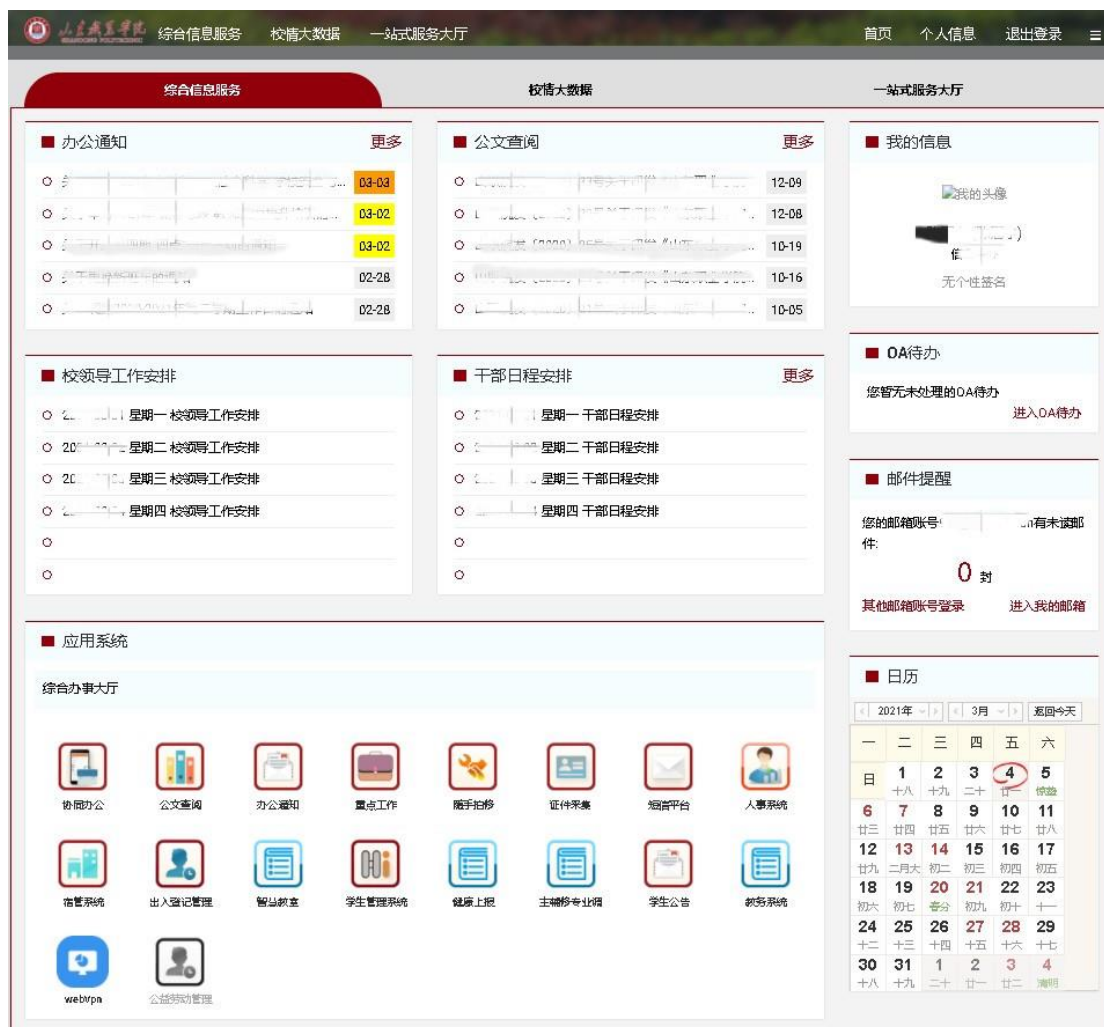 综合信息服务 校情大数据 一站式服务大厅 首页 个人信息 退出登录
综合信息服务 校情大数据 一站式服务大厅
办公通知 更多
03-03
03-02
03-02
02-28
02-28
公文查阅 更多
12-09
12-08
10-19
10-16
10-05
我的信息
我的头像
无个性签名
OA待办
您暂无未处理的OA待办
进入OA待办
校领导工作安排
星期一 校领导工作安排
星期二 校领导工作安排
星期三 校领导工作安排
星期四 校领导工作安排
干部日程安排 更多
星期一 干部日程安排
星期二 干部日程安排
星期三 干部日程安排
星期四 干部日程安排
邮件提醒
您的邮箱账号 有未读邮
件:
0 封
其他邮箱账号登录 进入我的邮箱
应用系统
综合办事大厅
协同办公 公文查阅 办公通知 重点工作 随手拍修 证件采集 短信平台 人事系统
宿管系统 出入登记管理 智慧教室 学生管理系统 健康上报 主辅修专业调 学生公告 教务系统
webVpn 公益劳动管理
日历
2021年 3月 返回今天
一 二 三 四 五 六
日 1 2 3 4 5
十八 十九 二十 廿一 惊蛰
6 7 8 9 10 11
廿三 廿四 廿五 廿六 廿七 廿八
12 13 14 15 16 17
廿九 二月大 初二 初三 初四 初五
18 19 20 21 22 23
初六 初七 春分 初九 初十 十一
24 25 26 27 28 29
十二 十三 十四 十五 十六 十七
30 31 1 2 3 4
十八 十九 二十 廿一 廿二 清明